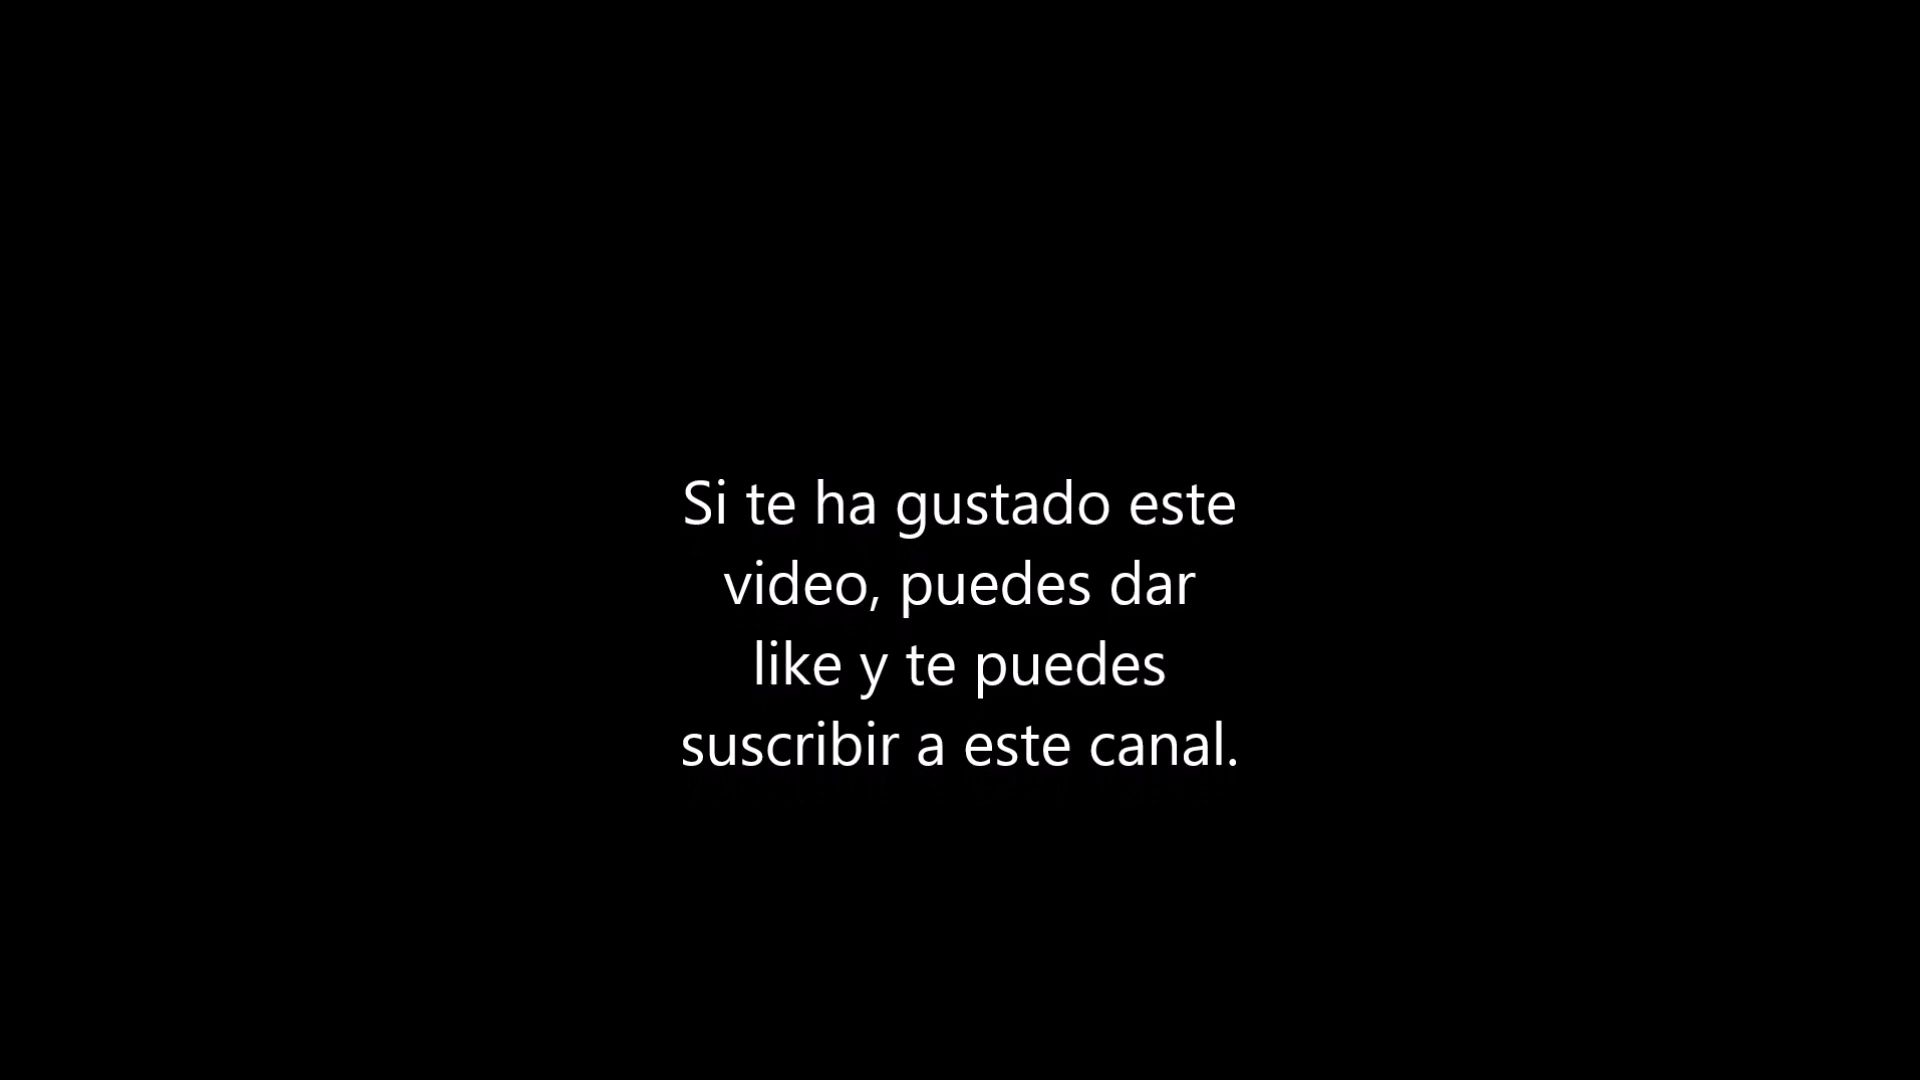 Si te ha gustado este
video, puedes dar
like y te puedes
suscribir a este canal.